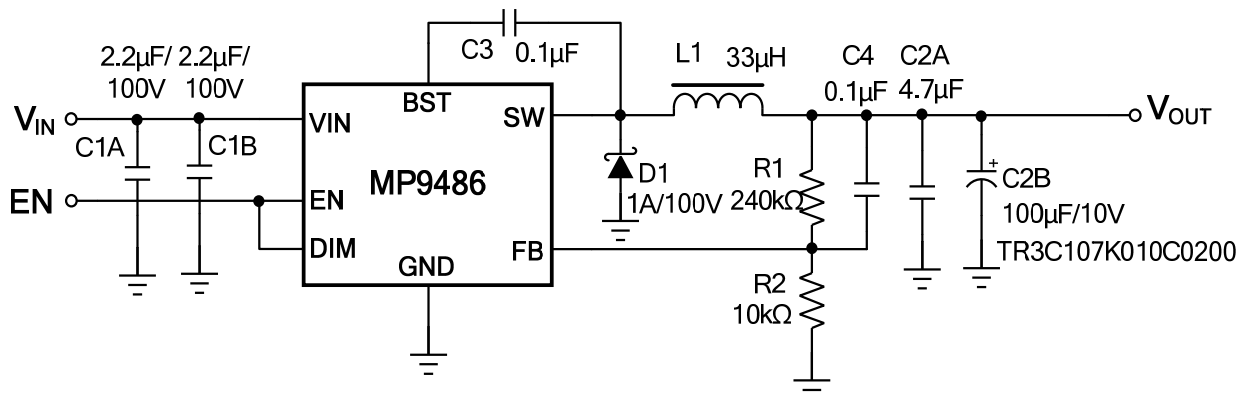 C3
0.1µF
2.2µF/
100V
2.2µF/
100V
L1
33µH
C4
0.1µF
C2A
4.7µF
VIN
C1A
C1B
VIN
BST
SW
VOUT
MP9486
D1
1A/100V
R1
240kΩ
+
C2B
100µF/10V
TR3C107K010C0200
EN
EN
DIM
GND
FB
R2
10kΩ